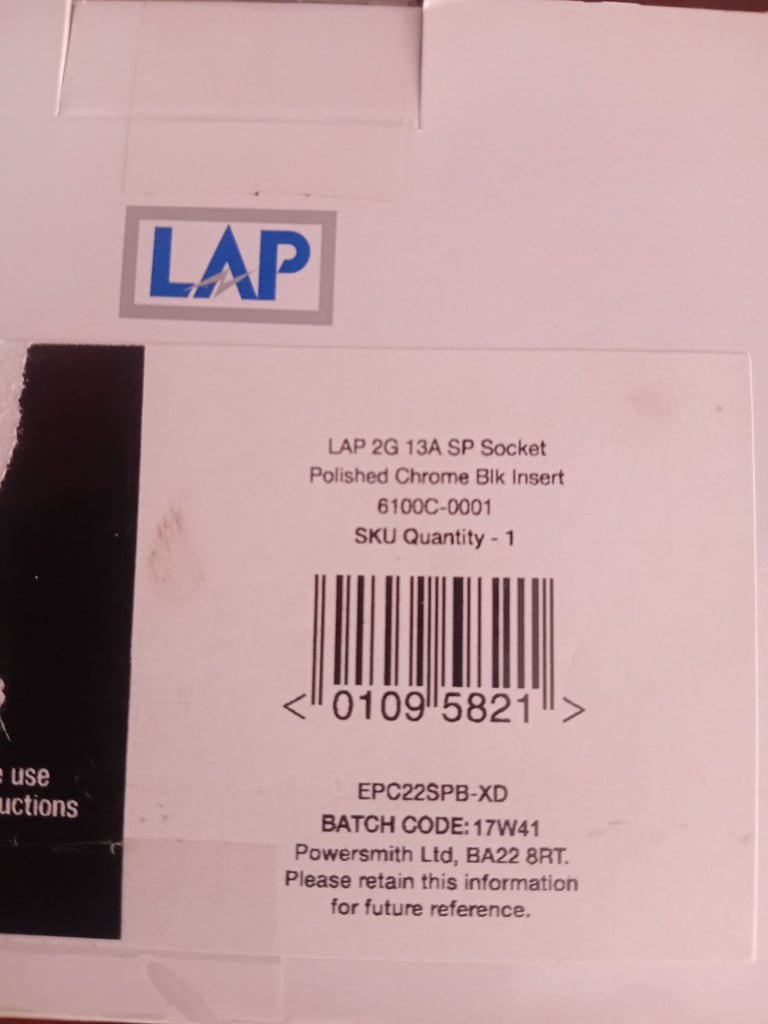 LAP
LAP 2G 13A SP Socket
Polished Chrome Blk Insert
6100C-0001
SKU Quantity - 1
< 0109 5821 >
EPC22SPB-XD
BATCH CODE: 17W41
Powersmith Ltd, BA22 8RT.
Please retain this information
for future reference.
use
uctions